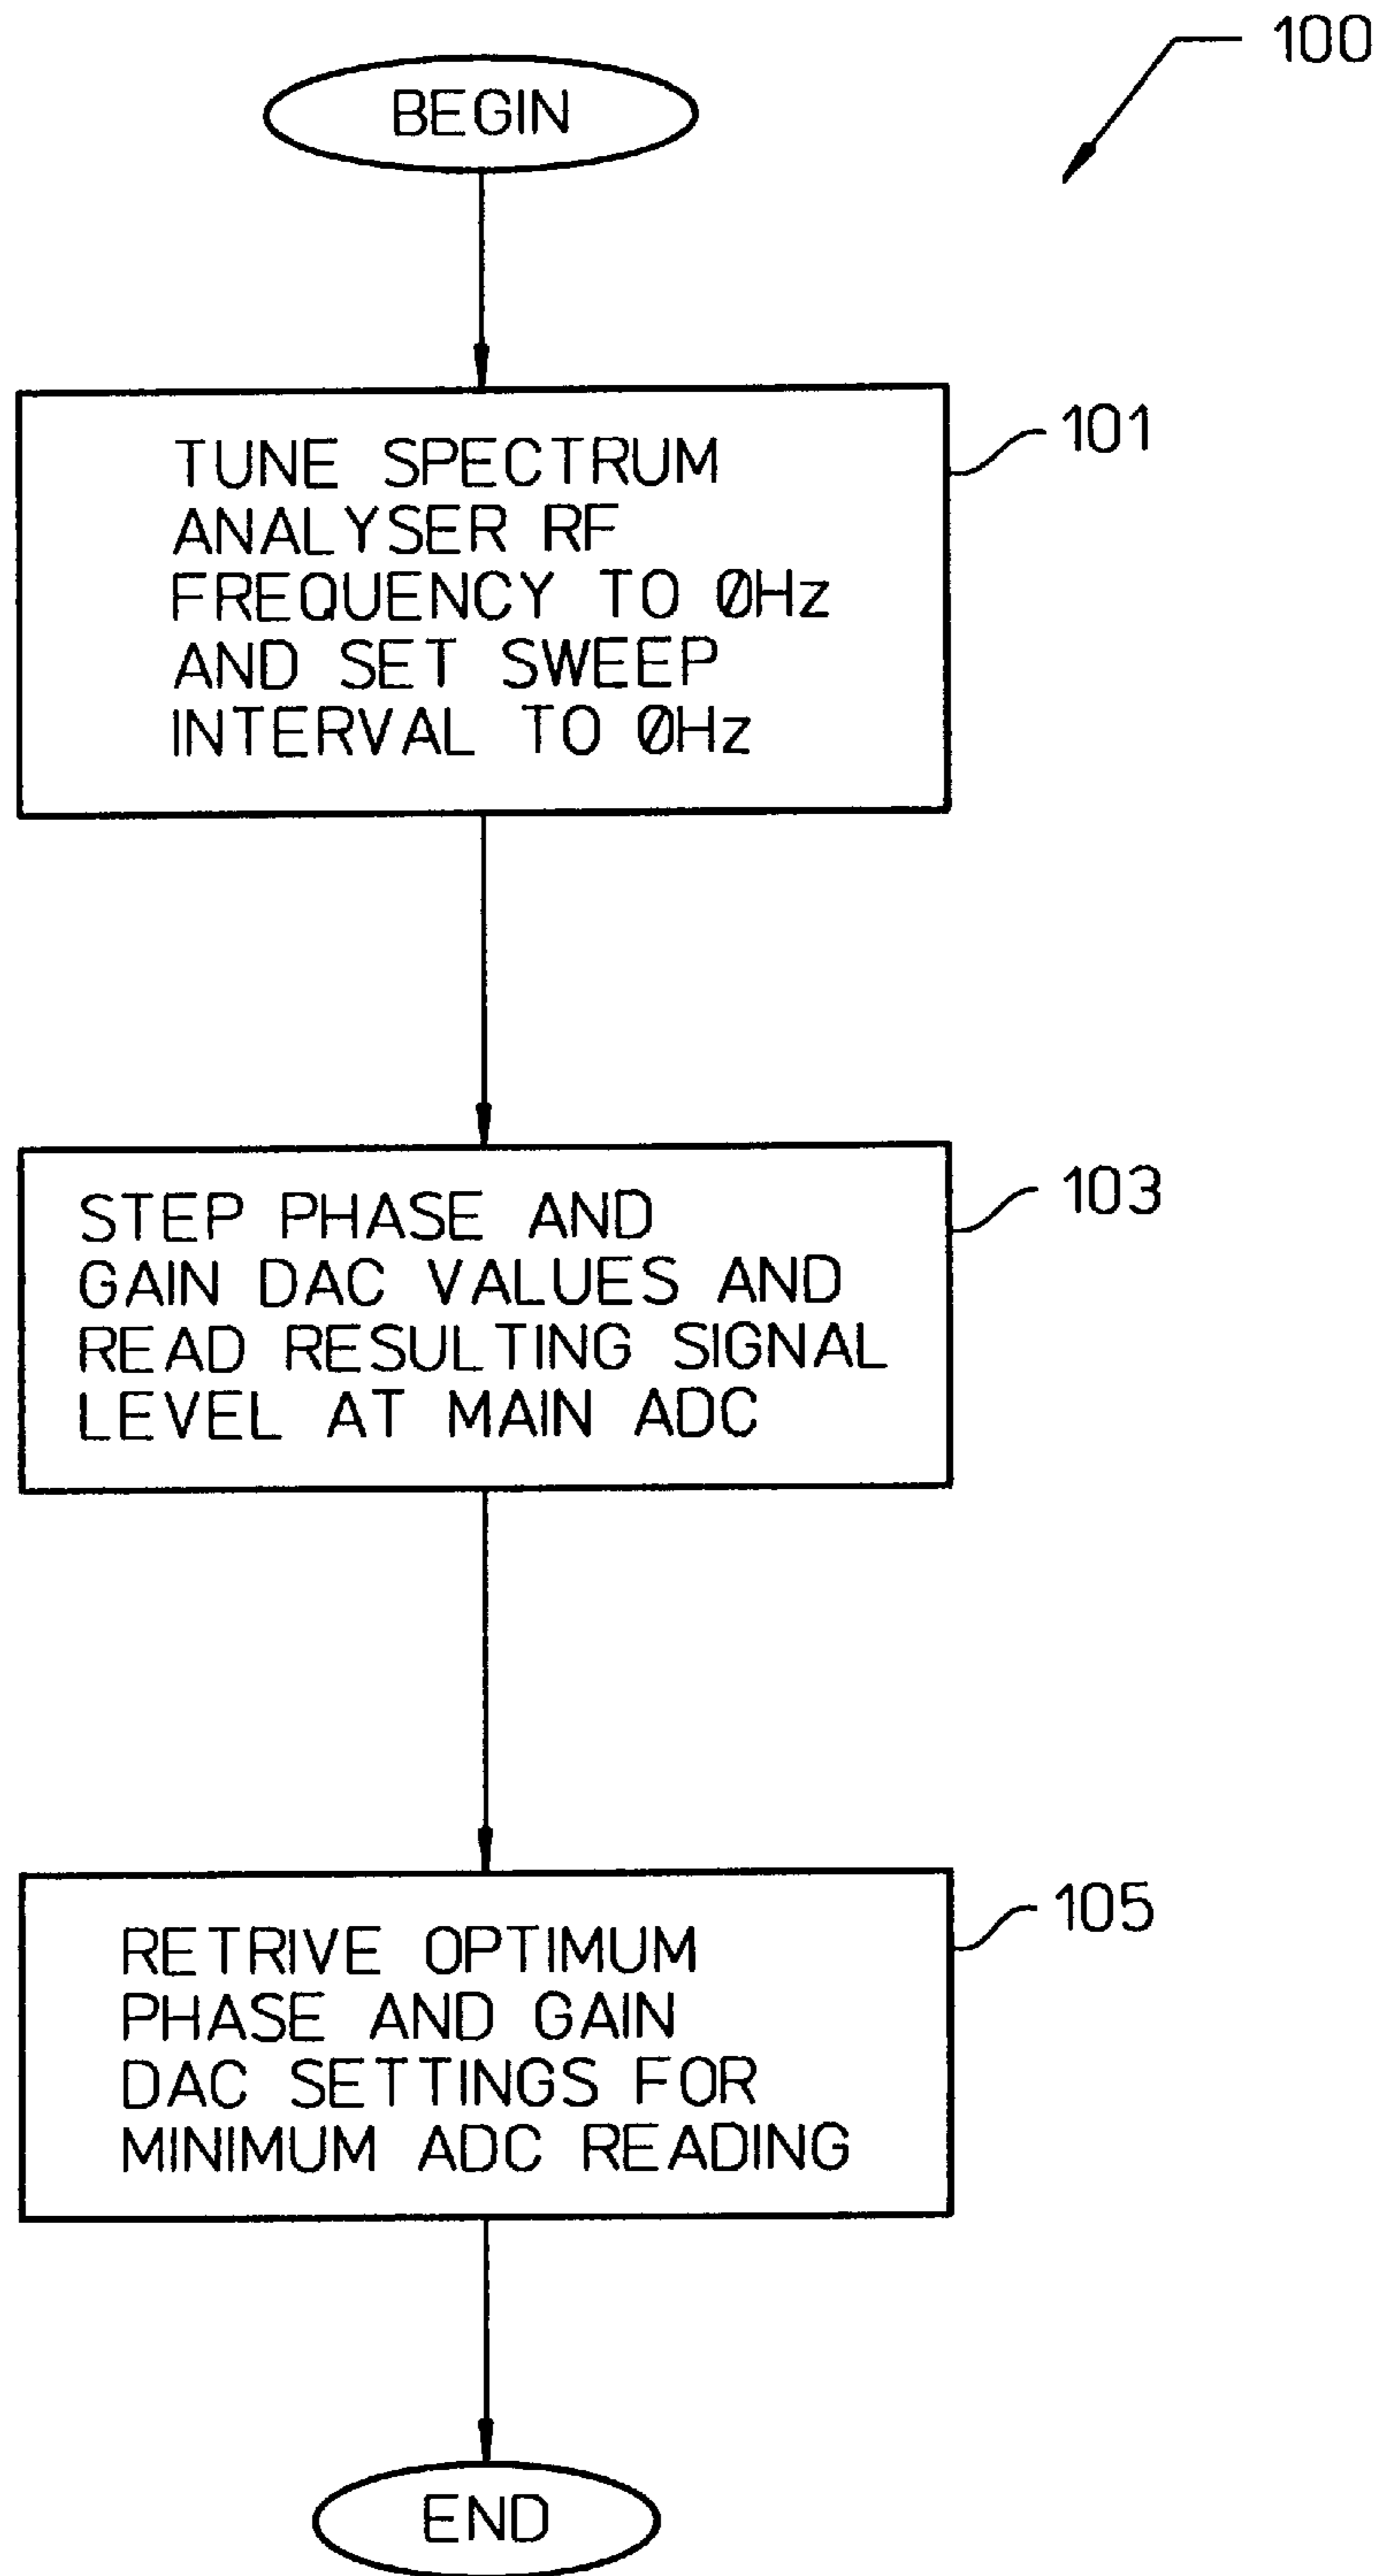 100
BEGIN
101
TUNE SPECTRUM
ANALYSER RF
FREQUENCY TO 0Hz
AND SET SWEEP
INTERVAL TO 0Hz
103
STEP PHASE AND
GAIN DAC VALUES AND
READ RESULTING SIGNAL
LEVEL AT MAIN ADC
105
RETRIVE OPTIMUM
PHASE AND GAIN
DAC SETTINGS FOR
MINIMUM ADC READING
END